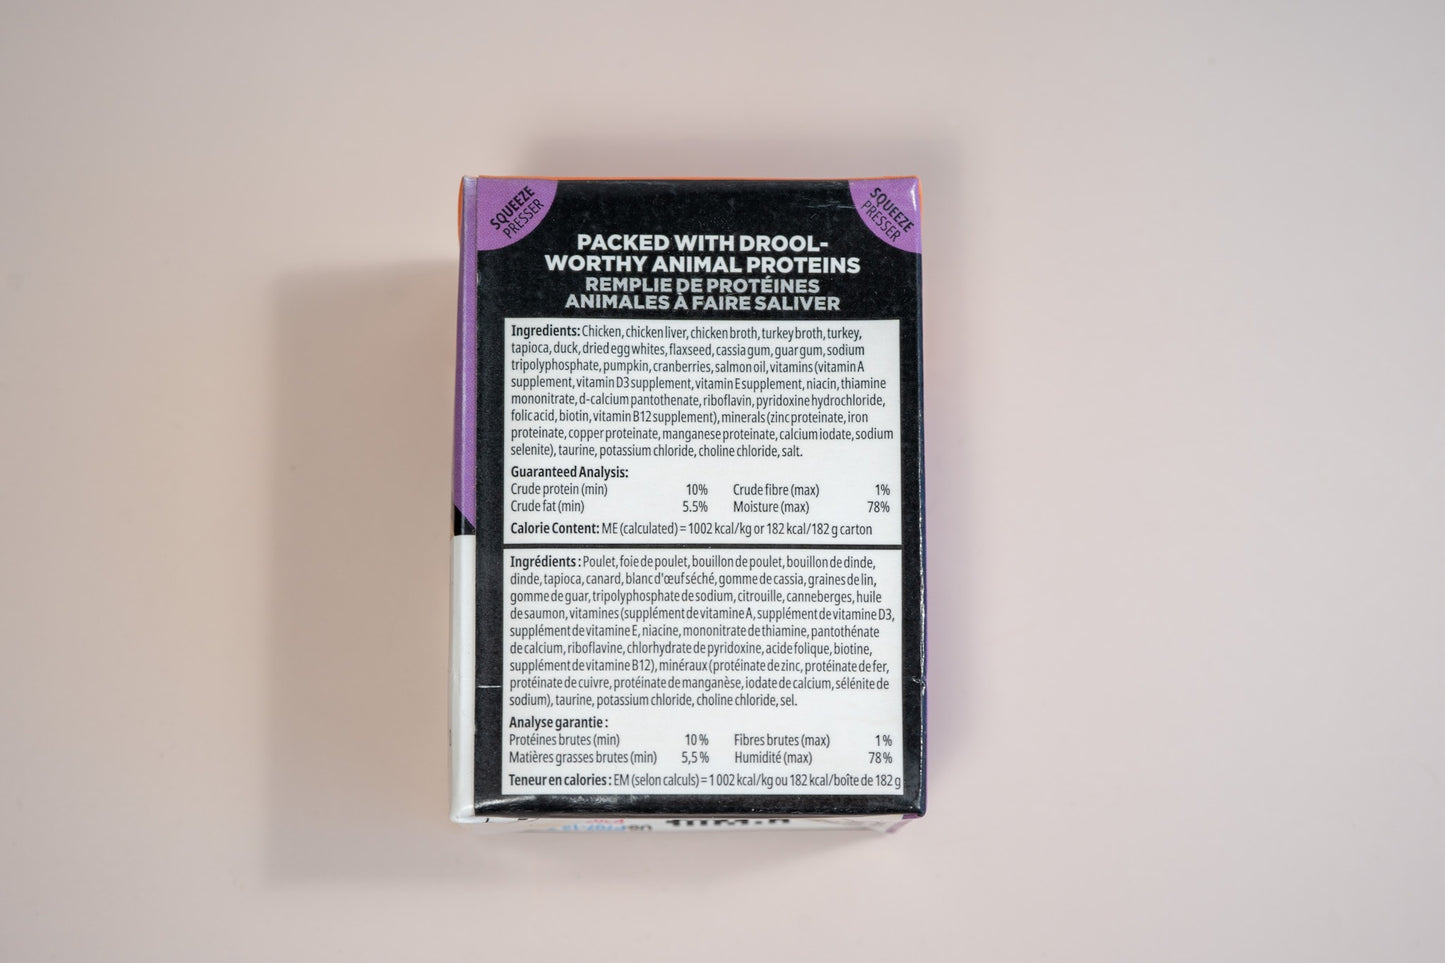 SQUEEZE
PRESSER
SQUEEZE
PRESSER
PACKED WITH DROOL-
WORTHY ANIMAL PROTEINS
REMPLIE DE PROTÉINES
ANIMALES À FAIRE SALIVER
Ingredients: Chicken, chicken liver, chicken broth, turkey broth, turkey,
tapioca, duck, dried egg whites, flaxseed, cassia gum, guar gum, sodium
tripolyphosphate, pumpkin, cranberries, salmon oil, vitamins (vitamin A
supplement, vitamin D3 supplement, vitamin E supplement, niacin, thiamine
mononitrate, d-calcium pantothenate, riboflavin, pyridoxine hydrochloride,
folic acid, biotin, vitamin B12 supplement), minerals (zinc proteinate, iron
proteinate, copper proteinate, manganese proteinate, calcium iodate, sodium
selenite), taurine, potassium chloride, choline chloride, salt.
Guaranteed Analysis:
Crude protein (min) 10% Crude fibre (max) 1%
Crude fat (min) 5.5% Moisture (max) 78%
Calorie Content: ME (calculated) = 1002 kcal/kg or 182 kcal/182 g carton
Ingrédients : Poulet, foie de poulet, bouillon de poulet, bouillon de dinde,
dinde, tapioca, canard, blanc d'œuf séché, gomme de cassia, graines de lin,
gomme de guar, tripolyphosphate de sodium, citrouille, canneberges, huile
de saumon, vitamines (supplément de vitamine A, supplément de vitamine D3,
supplément de vitamine E, niacine, mononitrate de thiamine, pantothénate
de calcium, riboflavine, chlorhydrate de pyridoxine, acide folique, biotine,
supplément de vitamine B12), minéraux (protéinate de zinc, protéinate de fer,
protéinate de cuivre, protéinate de manganèse, iodate de calcium, sélénite de
sodium), taurine, potassium chloride, choline chloride, sel.
Analyse garantie :
Protéines brutes (min) 10 % Fibres brutes (max) 1 %
Matières grasses brutes (min) 5,5 % Humidité (max) 78 %
Teneur en calories : EM (selon calculs) = 1 002 kcal/kg ou 182 kcal/boîte de 182 g